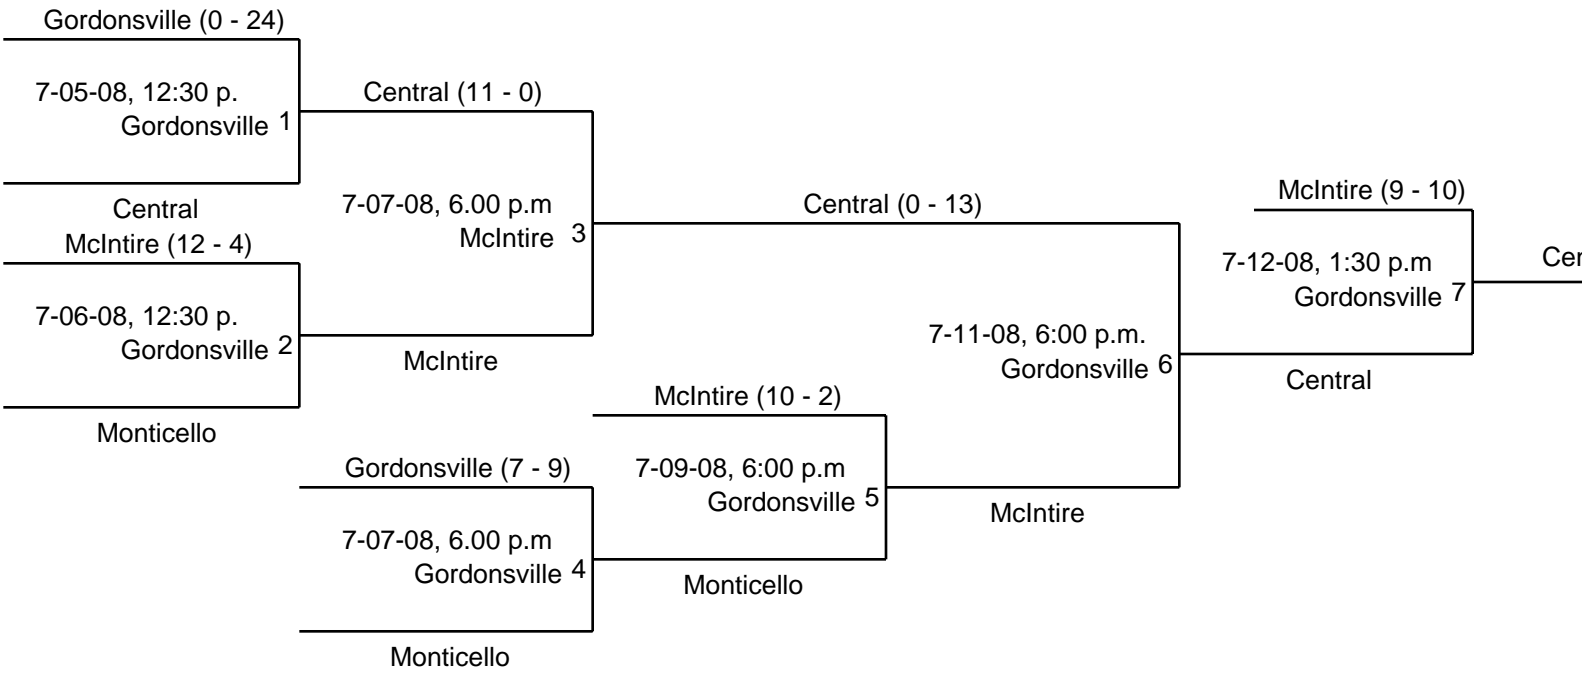 Gordonsville (0 - 24)
7-05-08, 12:30 p.
Gordonsville 1
Central
Central (11 - 0)
McIntire (12 - 4)
7-06-08, 12:30 p.
Gordonsville 2
Monticello
7-07-08, 6.00 p.m
McIntire 3
McIntire
Gordonsville (7 - 9)
7-07-08, 6.00 p.m
Gordonsville 4
Monticello
McIntire (10 - 2)
7-09-08, 6:00 p.m
Gordonsville 5
Monticello
Central (0 - 13)
7-11-08, 6:00 p.m.
Gordonsville 6
McIntire
McIntire (9 - 10)
7-12-08, 1:30 p.m
Gordonsville 7
Central